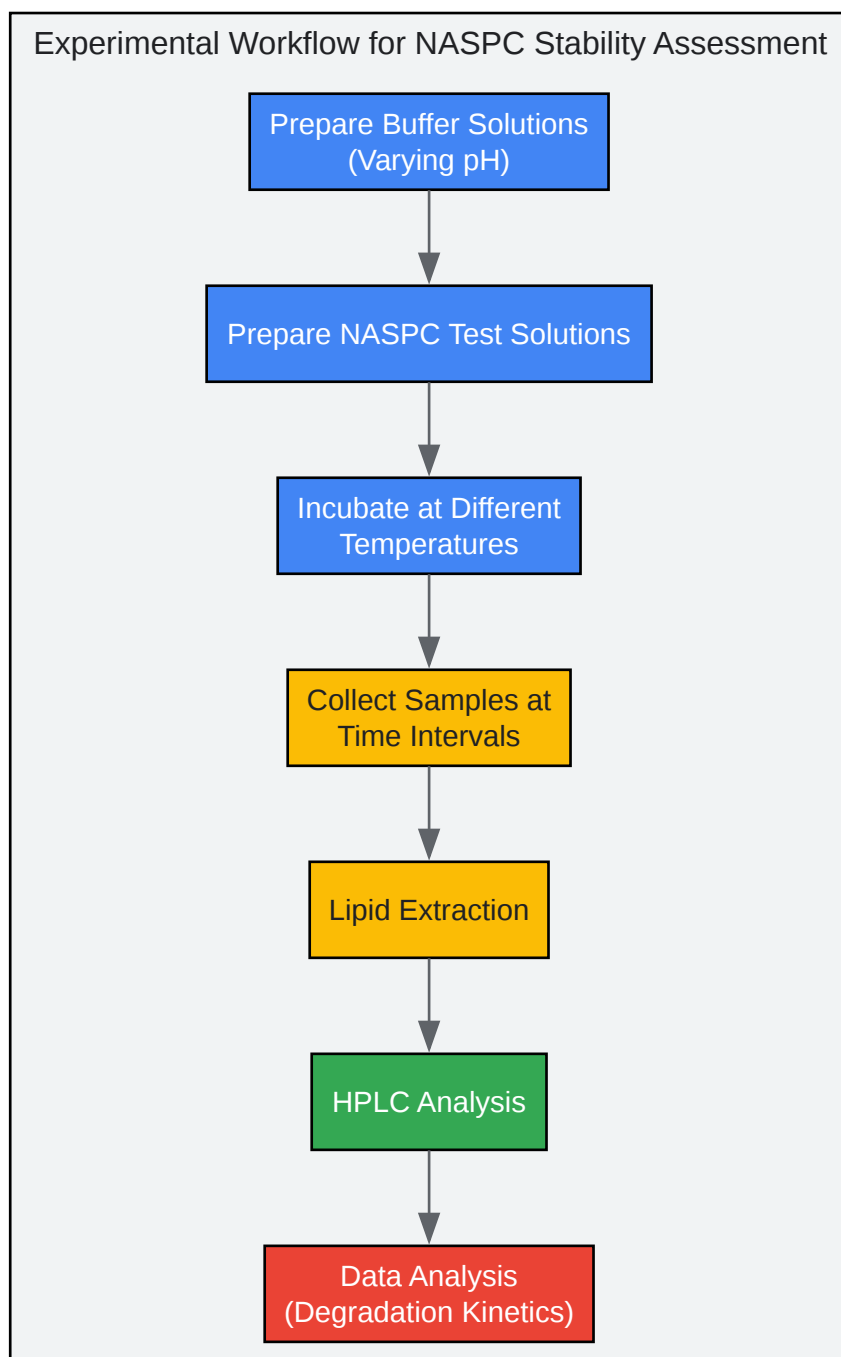 Experimental Workflow for NASPC Stability Assessment
Prepare Buffer Solutions
(Varying pH)
Prepare NASPC Test Solutions
Incubate at Different
Temperatures
Collect Samples at
Time Intervals
Lipid Extraction
HPLC Analysis
Data Analysis
(Degradation Kinetics)